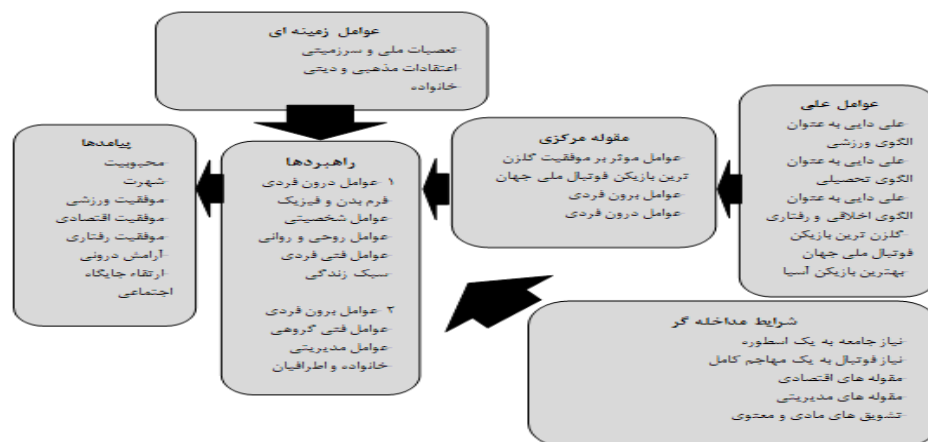 عوامل زمینه ای
-تعصبات ملی و سرزمینی
-اعتقادات مذهبی و دینی
خانواده
عوامل علی
-علی دایی به عنوان
الگوی ورزشی
-علی دایی به عنوان
الگوی تحصیلی
-علی دایی به عنوان
الگوی اخلاقی و رفتاری
-گلزن ترین بازیکن
فوتبال ملی جهان
-بهترین بازیکن آسیا
مقوله مرکزی
-عوامل موثر بر موفقیت گلزن
ترین بازیکن فوتبال ملی جهان
-عوامل برون فردی
-عوامل درون فردی
راهبردها
۱ -عوامل درون فردی
-فرم بدن و فیزیک
-عوامل شخصیتی
-عوامل روحی و روانی
-عوامل فنی فردی
-سبک زندگی
۲ -عوامل برون فردی
-عوامل فنی گروهی
-عوامل مدیریتی
-خانواده و اطرافیان
پیامدها
-محبوبیت
-شهرت
-موفقیت ورزشی
-موفقیت اقتصادی
-موفقیت رفتاری
-آرامش درونی
-ارتقاء جایگاه
اجتماعی
شرایط مداخله گر
-نیاز جامعه به یک اسطوره
-نیاز فوتبال به یک مهاجم کامل
-مقوله های اقتصادی
-مقوله های مدیریتی
-تشویق های مادی و معنوی